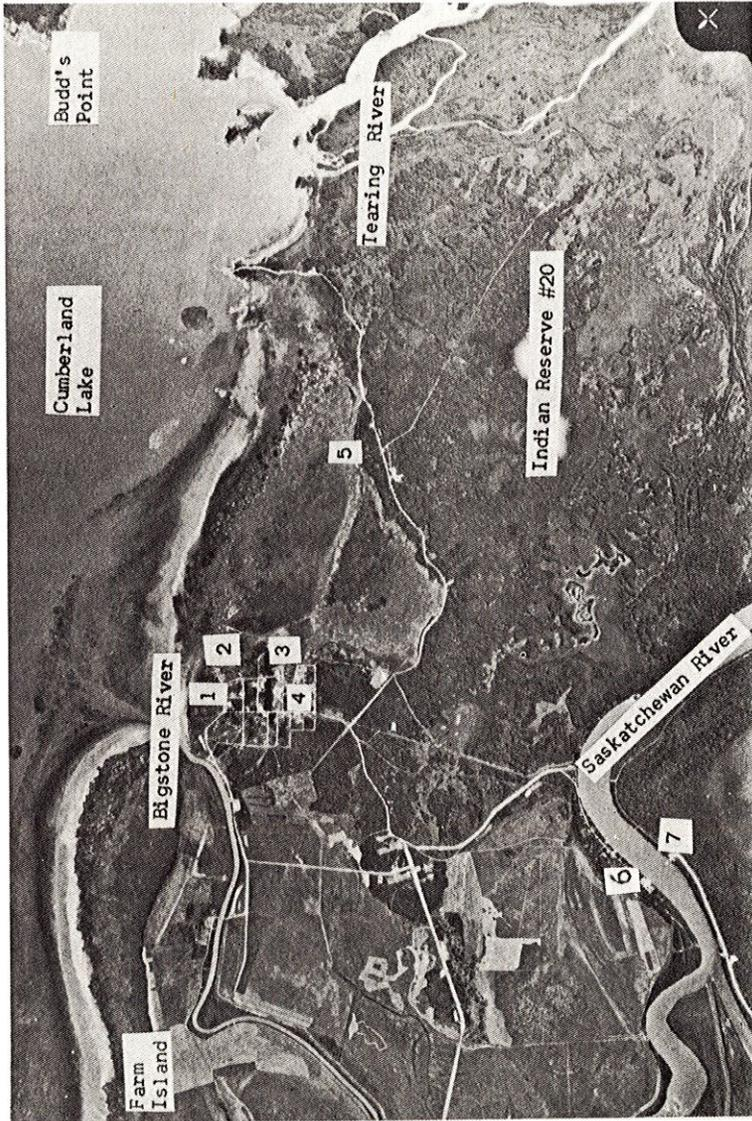 Farm
Island
Bigstone River
Cumberland
Lake
Budd's
Point
1
2
3
4
5
Tearing River
Indian Reserve #20
6
7
Saskatchewan River